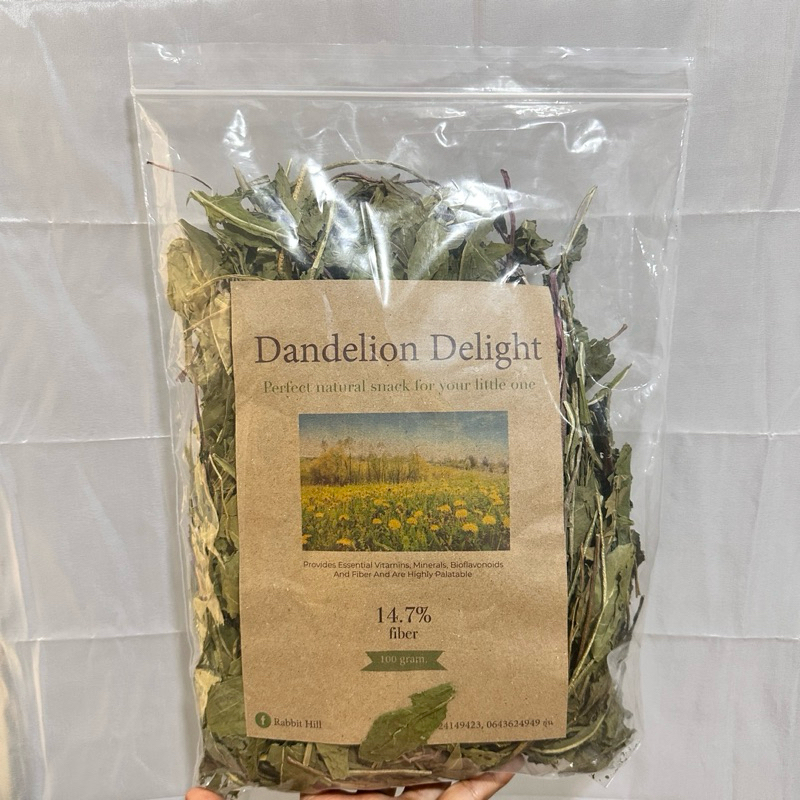 Dandelion Delight
Perfect natural snack for your little one
Provides Essential Vitamins, Minerals, Bioflavonoids
And Fiber And Are Highly Palatable
14.7%
fiber
100 gram.
f Rabbit Hill
24149423, 0643624949